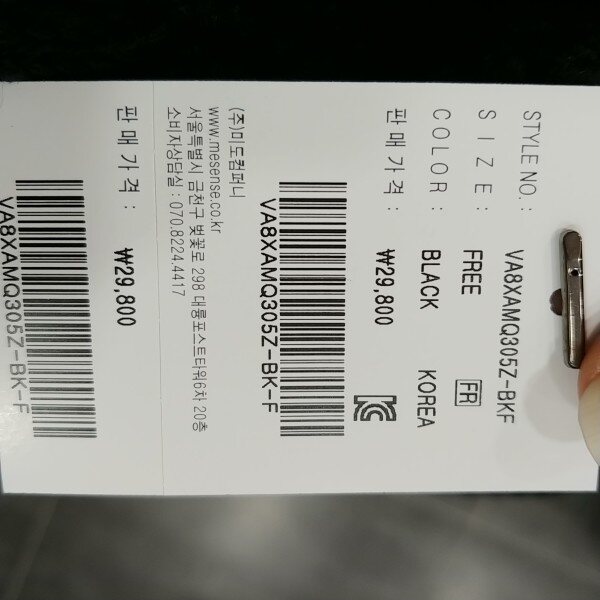 STYLE NO. : VA8XAMQ305Z-BKF
SIZE : FREE FR
COLOR : BLACK KOREA
판매가격 : ₩29,800
VA8XAMQ305Z-BK-F
(주)미도컴퍼니
www.mesense.co.kr
서울특별시 금천구 벚꽃로 298 대륭포스트타워6차 20층
소비자상담실 : 070.8224.4417
판매가격 : ₩29,800
VA8XAMQ305Z-BK-F